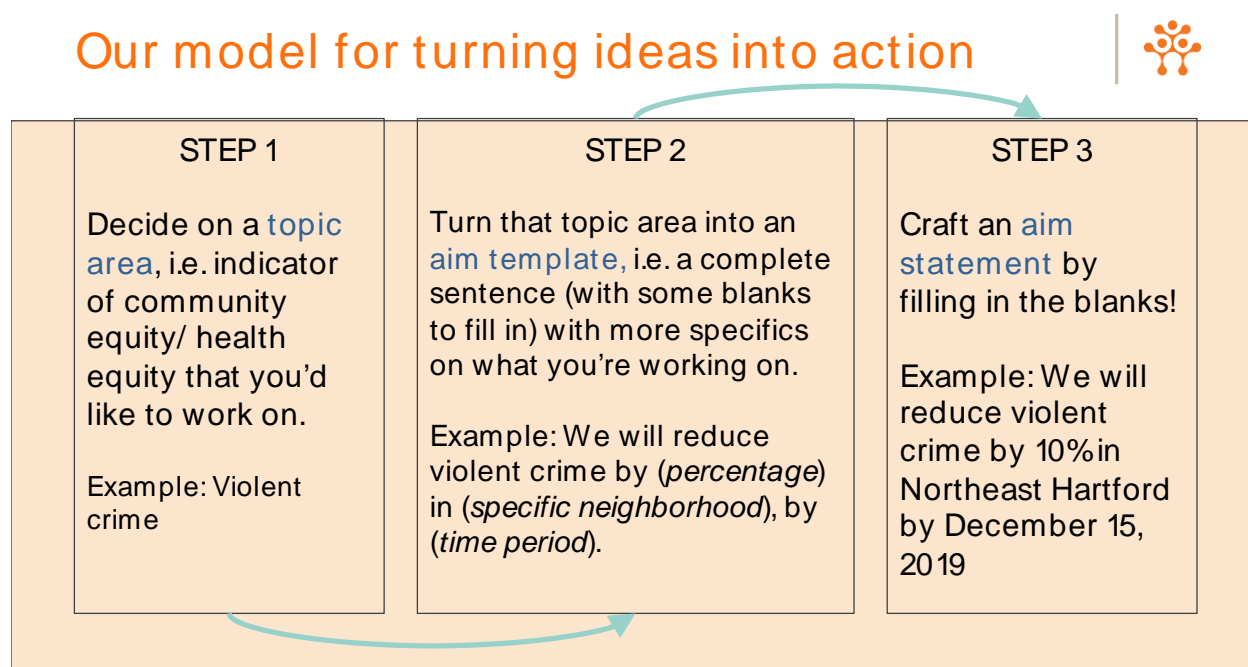 Our model for turning ideas into action
STEP 1
Decide on a topic
area, i.e. indicator
of community
equity/ health
equity that you'd
like to work on.
Example: Violent
crime
STEP 2
Turn that topic area into an
aim template, i.e. a complete
sentence (with some blanks
to fill in) with more specifics
on what you're working on.
Example: We will reduce
violent crime by (percentage)
in (specific neighborhood), by
(time period).
STEP 3
Craft an aim
statement by
filling in the blanks!
Example: We will
reduce violent
crime by 10% in
Northeast Hartford
by December 15,
2019